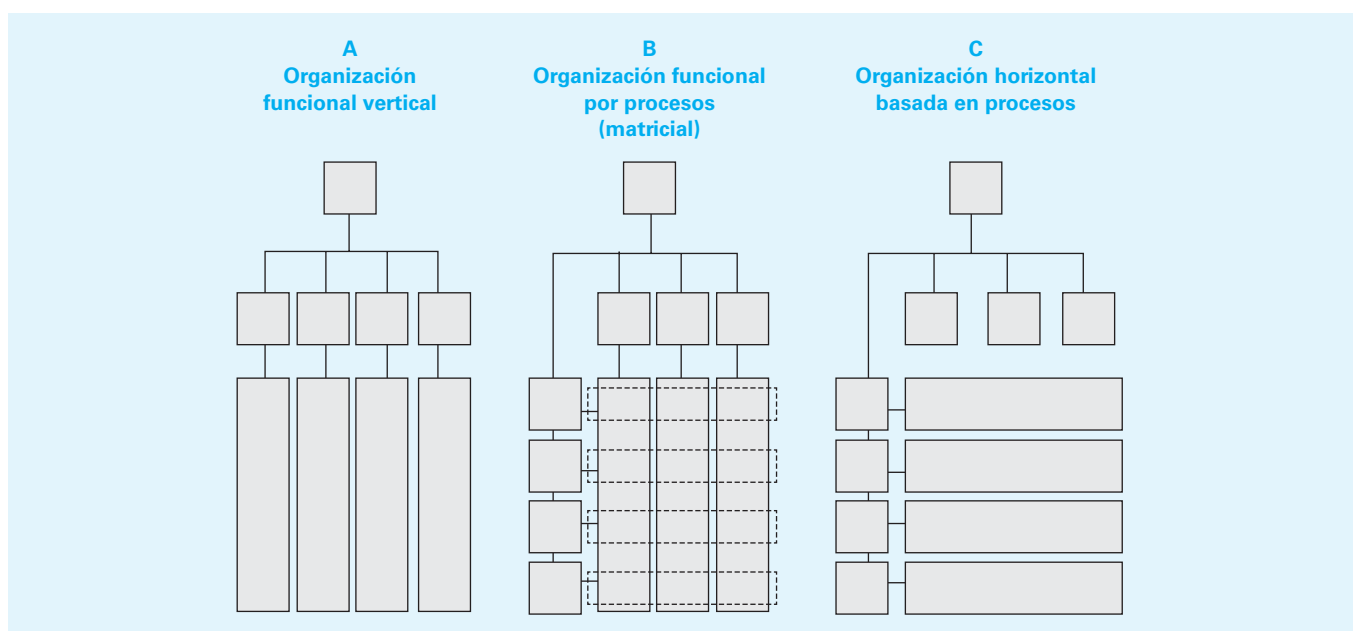 A
Organización
funcional vertical
B
Organización funcional
por procesos
(matricial)
C
Organización horizontal
basada en procesos